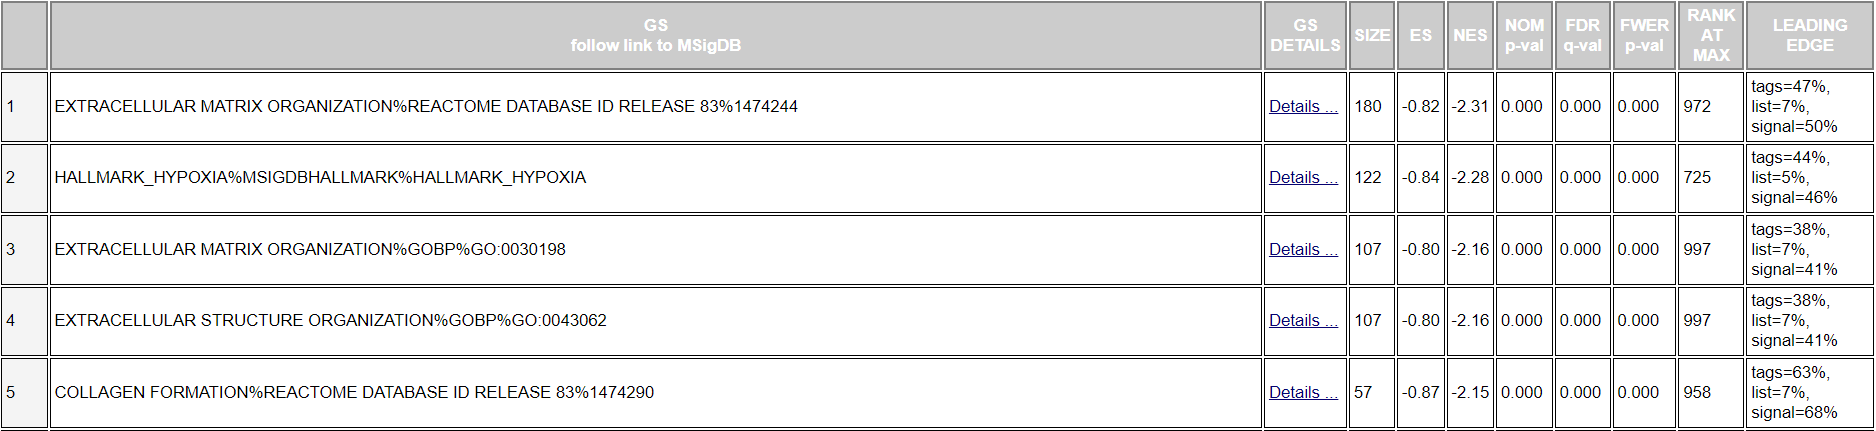 GS
follow link to MSigDB
GS
DETAILS
SIZE
ES
NES
NOM
p-val
FDR
q-val
FWER
p-val
RANK
AT
MAX
LEADING
EDGE
1 EXTRACELLULAR MATRIX ORGANIZATION%REACTOME DATABASE ID RELEASE 83%1474244 Details ... 180 -0.82 -2.31 0.000 0.000 0.000 972
tags=47%,
list=7%,
signal=50%
2 HALLMARK_HYPOXIA%MSIGDBHALLMARK%HALLMARK_HYPOXIA Details ... 122 -0.84 -2.28 0.000 0.000 0.000 725
tags=44%,
list=5%,
signal=46%
3 EXTRACELLULAR MATRIX ORGANIZATION%GOBP%GO:0030198 Details ... 107 -0.80 -2.16 0.000 0.000 0.000 997
tags=38%,
list=7%,
signal=41%
4 EXTRACELLULAR STRUCTURE ORGANIZATION%GOBP%GO:0043062 Details ... 107 -0.80 -2.16 0.000 0.000 0.000 997
tags=38%,
list=7%,
signal=41%
5 COLLAGEN FORMATION%REACTOME DATABASE ID RELEASE 83%1474290 Details ... 57 -0.87 -2.15 0.000 0.000 0.000 958
tags=63%,
list=7%,
signal=68%